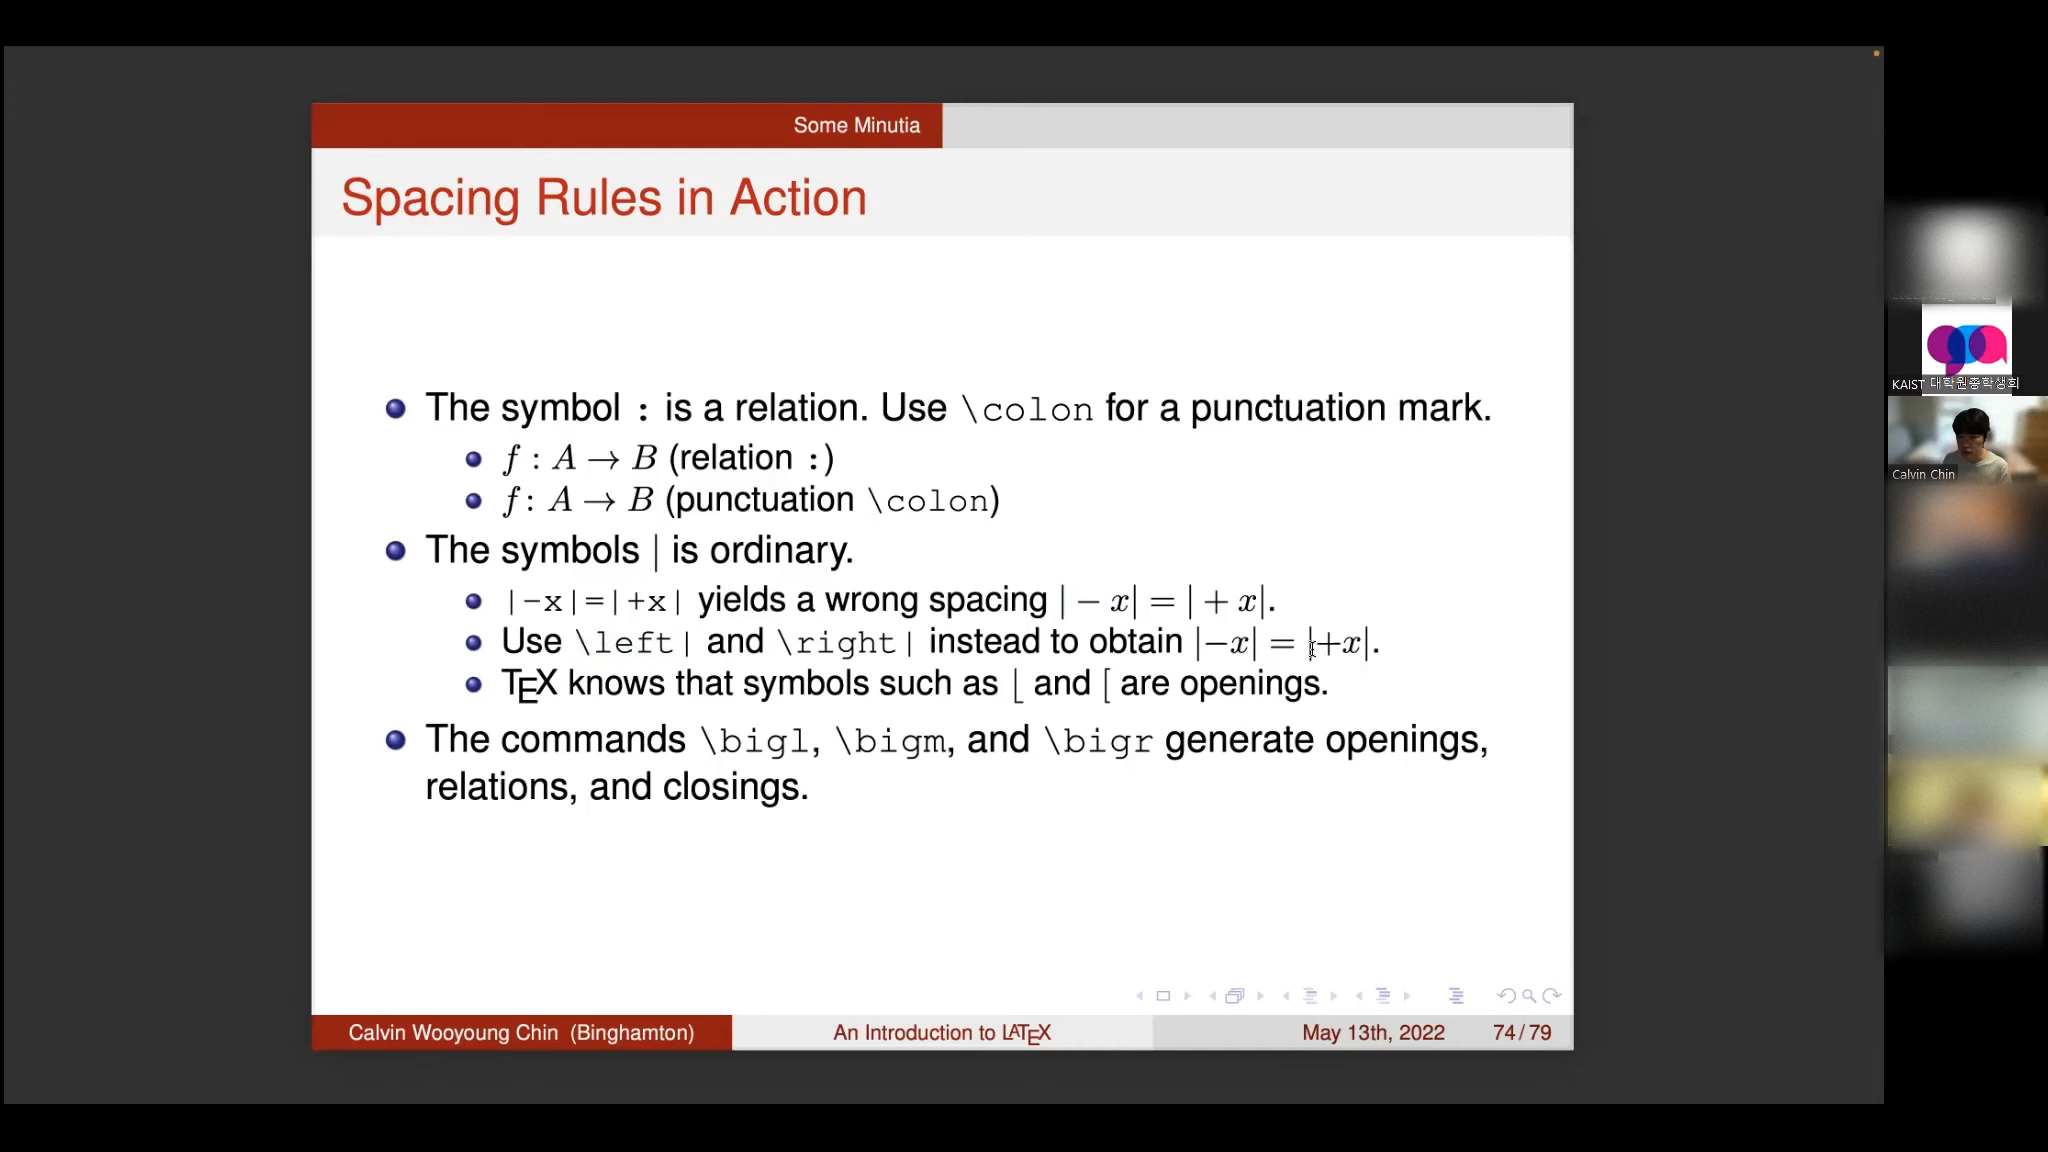 Some Minutia
Spacing Rules in Action
The symbol : is a relation. Use \colon for a punctuation mark.
f : A → B (relation :)
f: A → B (punctuation \colon)
The symbols | is ordinary.
|-x|=|+x| yields a wrong spacing | − x| = | + x|.
Use \left| and \right| instead to obtain |−x| = |+x|.
TEX knows that symbols such as ⌊ and [ are openings.
The commands \bigl, \bigm, and \bigr generate openings,
relations, and closings.
Calvin Wooyoung Chin (Binghamton)
An Introduction to LATEX
May 13th, 2022
74 / 79
KAIST 대학원총학생회
Calvin Chin